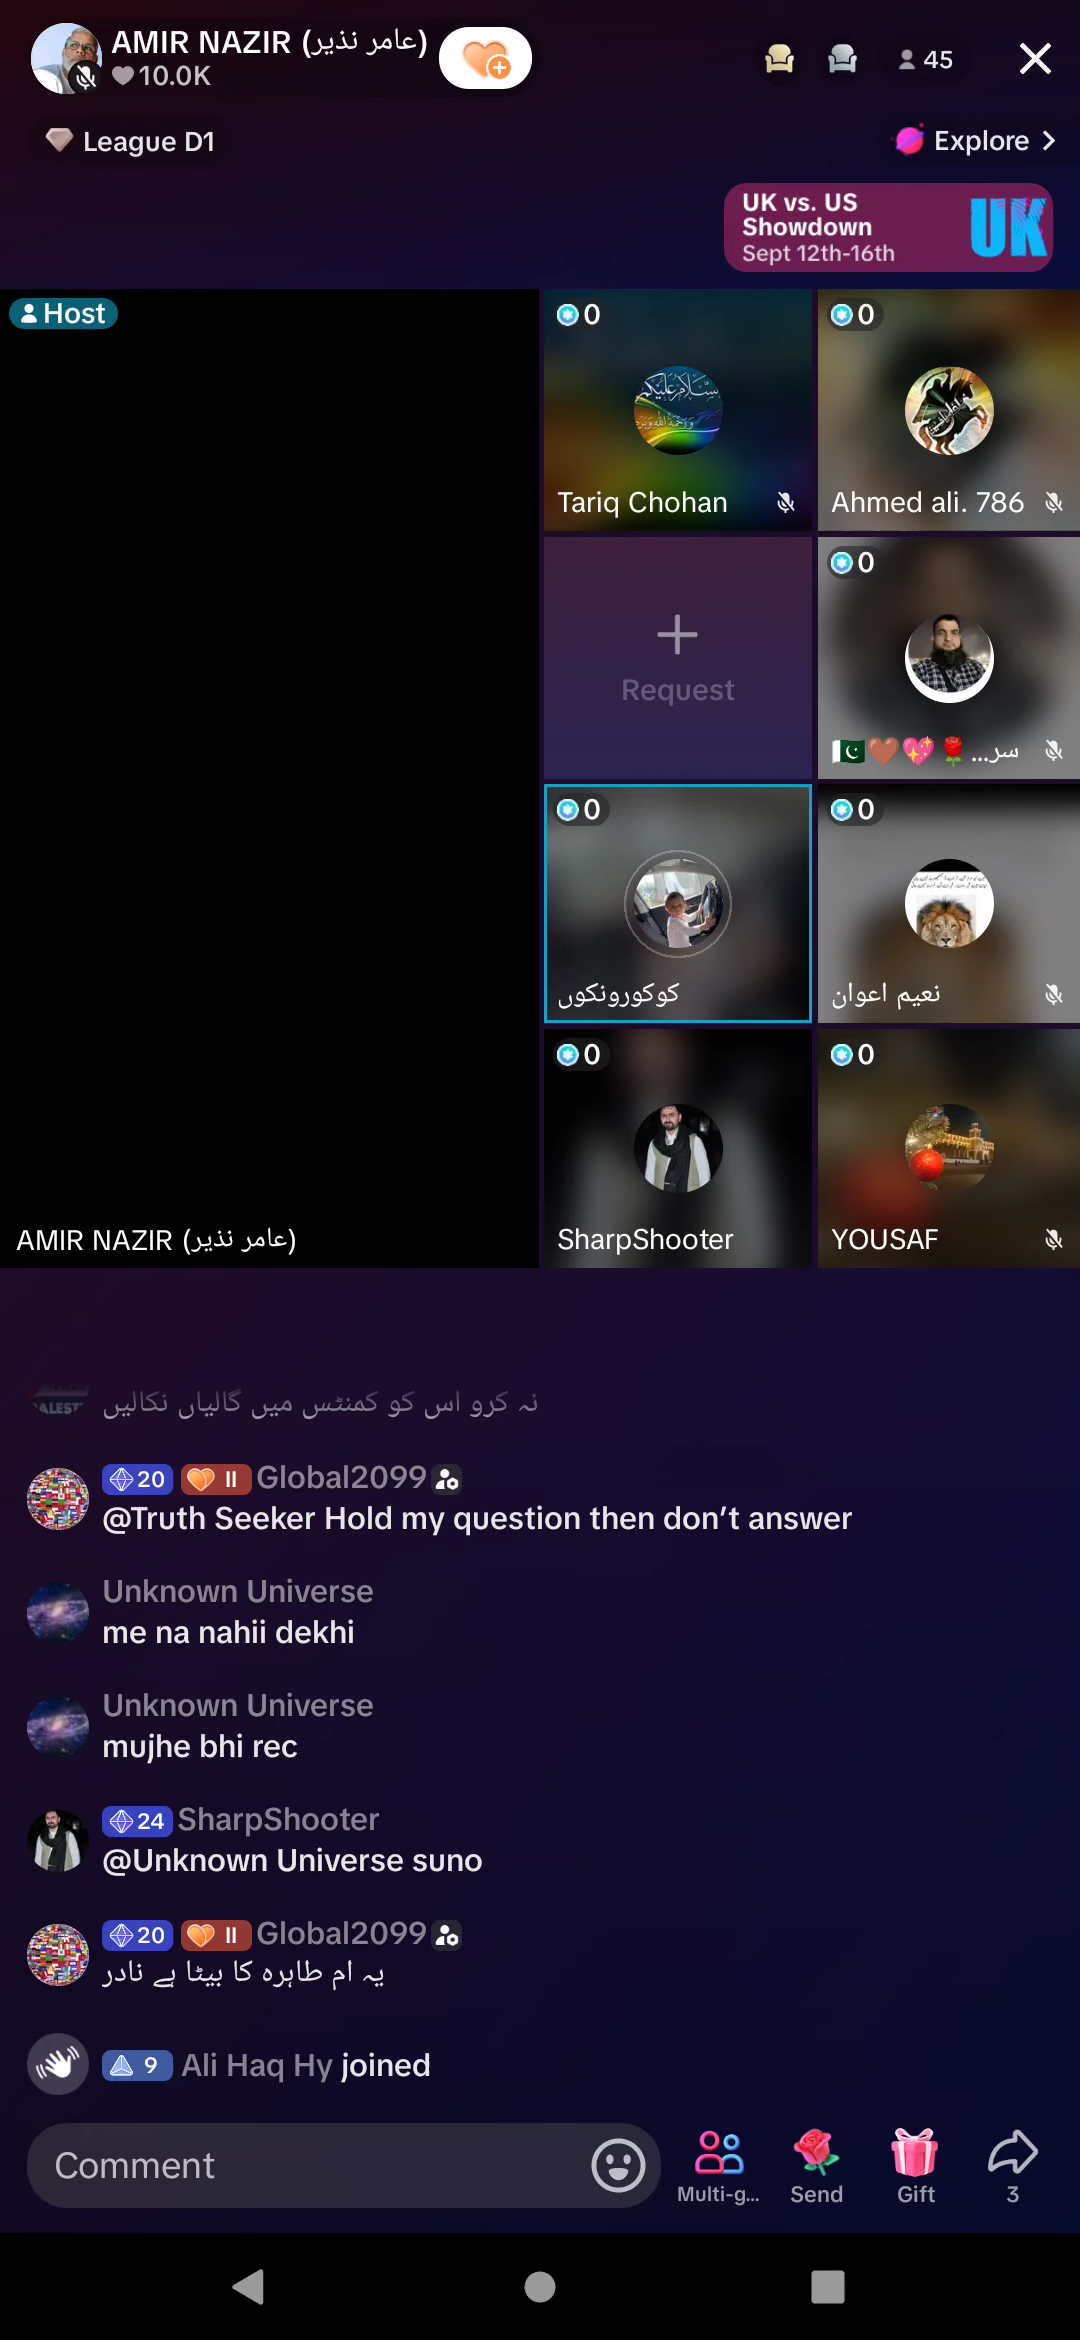 AMIR NAZIR (عامر نذیر)
10.0K
45
League D1
Explore
UK vs. US
Showdown
Sept 12th-16th
UK
Host
0
0
Tariq Chohan
Ahmed ali. 786
Request
0
🇵🇰🤎💖🌹...سر
0
0
کوکورونکوں
نعیم اعوان
0
0
AMIR NAZIR (عامر نذیر)
SharpShooter
YOUSAF
نہ کرو اس کو کمنٹس میں گالیاں نکالیں
20 II Global2099
@Truth Seeker Hold my question then don’t answer
Unknown Universe
me na nahii dekhi
Unknown Universe
mujhe bhi rec
24 SharpShooter
@Unknown Universe suno
20 II Global2099
یہ ام طاہرہ کا بیٹا ہے نادر
9 Ali Haq Hy joined
Comment
Multi-g...
Send
Gift
3